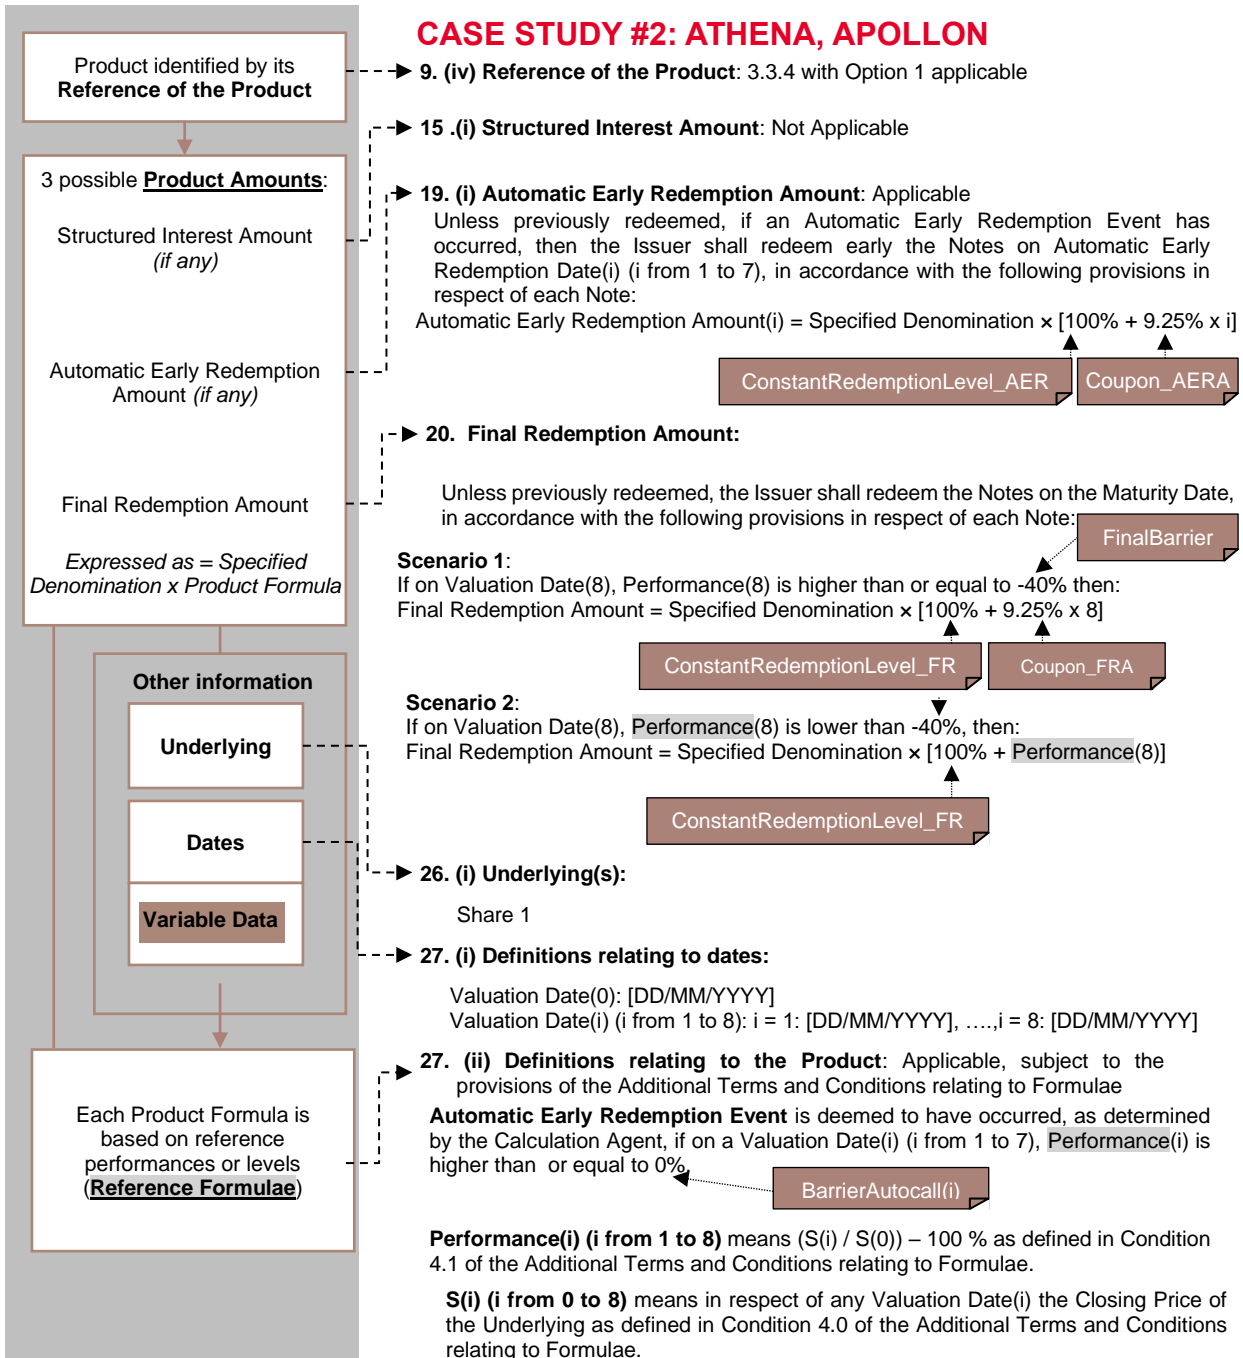 CASE STUDY #2: ATHENA, APOLLON
Product identified by its
Reference of the Product
9. (iv) Reference of the Product: 3.3.4 with Option 1 applicable
15 .(i) Structured Interest Amount: Not Applicable
3 possible Product Amounts:
Structured Interest Amount
(if any)
Automatic Early Redemption
Amount (if any)
Final Redemption Amount
Expressed as = Specified
Denomination x Product Formula
19. (i) Automatic Early Redemption Amount: Applicable
Unless previously redeemed, if an Automatic Early Redemption Event has
occurred, then the Issuer shall redeem early the Notes on Automatic Early
Redemption Date(i) (i from 1 to 7), in accordance with the following provisions in
respect of each Note:
Automatic Early Redemption Amount(i) = Specified Denomination × [100% + 9.25% x i]
ConstantRedemptionLevel_AER
Coupon_AERA
20. Final Redemption Amount:
Unless previously redeemed, the Issuer shall redeem the Notes on the Maturity Date,
in accordance with the following provisions in respect of each Note:
FinalBarrier
Scenario 1:
If on Valuation Date(8), Performance(8) is higher than or equal to -40% then:
Final Redemption Amount = Specified Denomination × [100% + 9.25% x 8]
ConstantRedemptionLevel_FR
Coupon_FRA
Scenario 2:
If on Valuation Date(8), Performance(8) is lower than -40%, then:
Final Redemption Amount = Specified Denomination × [100% + Performance(8)]
ConstantRedemptionLevel_FR
Other information
Underlying
Dates
Variable Data
26. (i) Underlying(s):
Share 1
27. (i) Definitions relating to dates:
Valuation Date(0): [DD/MM/YYYY]
Valuation Date(i) (i from 1 to 8): i = 1: [DD/MM/YYYY], ….,i = 8: [DD/MM/YYYY]
Each Product Formula is
based on reference
performances or levels
(Reference Formulae)
27. (ii) Definitions relating to the Product: Applicable, subject to the
provisions of the Additional Terms and Conditions relating to Formulae
Automatic Early Redemption Event is deemed to have occurred, as determined
by the Calculation Agent, if on a Valuation Date(i) (i from 1 to 7), Performance(i) is
higher than or equal to 0%.
BarrierAutocall(i)
Performance(i) (i from 1 to 8) means (S(i) / S(0)) – 100 % as defined in Condition
4.1 of the Additional Terms and Conditions relating to Formulae.
S(i) (i from 0 to 8) means in respect of any Valuation Date(i) the Closing Price of
the Underlying as defined in Condition 4.0 of the Additional Terms and Conditions
relating to Formulae.